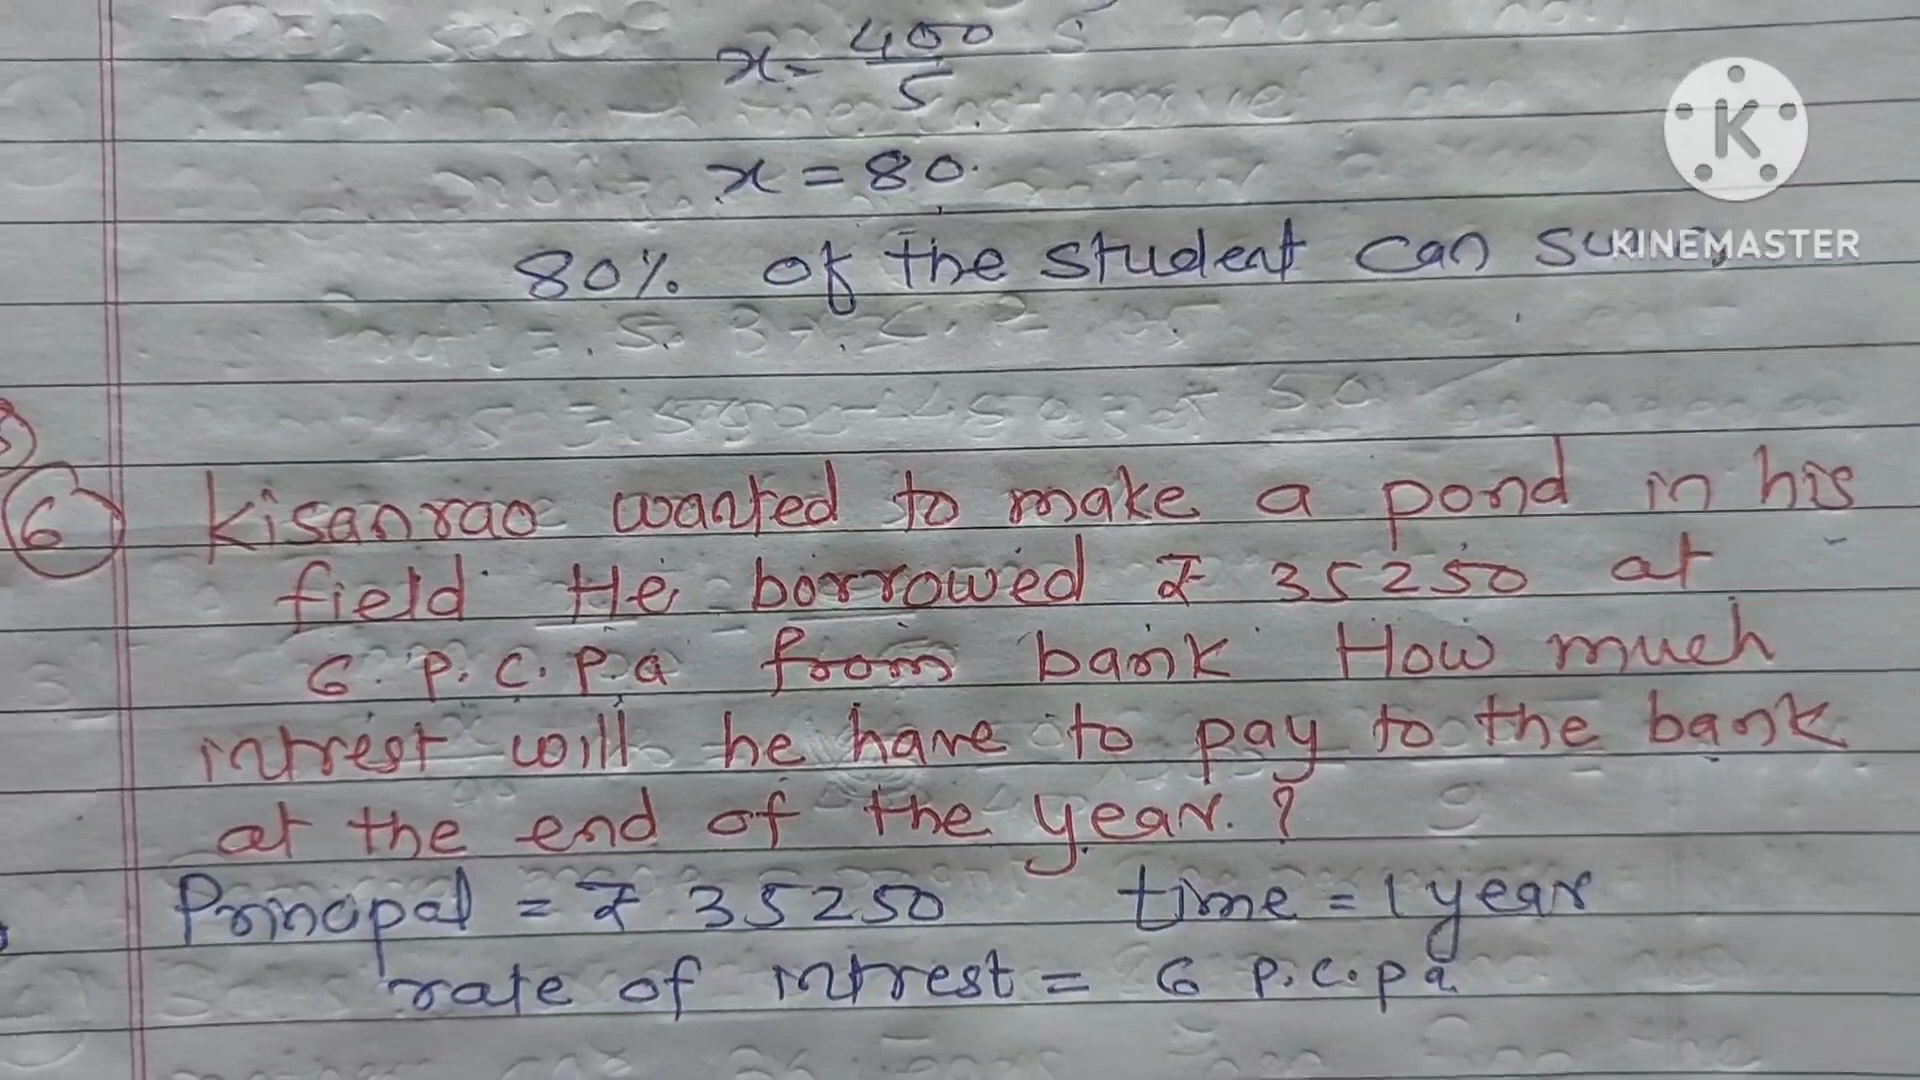 x = 400/5
x = 80.
80% of the student can
KINEMASTER
6 Kisanrao wanted to make a pond in his
field. He borrowed ₹ 35250 at
6 p.c.p.a from bank How much
intrest will he have to pay to the bank
at the end of the year.?
Principal = ₹ 35250 time = 1 year
rate of intrest = 6 p.c.pa.